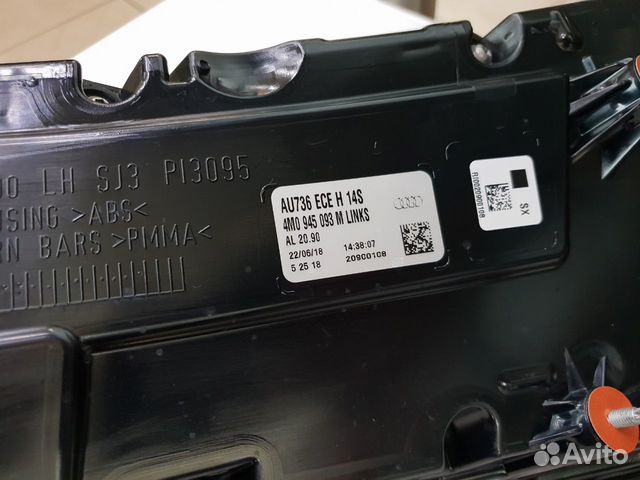 LH SJ3 PI3095
>ABS<
BARS >PMMA<
AU736 ECE H 14S
4M0 945 093 M LINKS
AL 20.90
22/06/18 14:38:07
5 25 18 20900108
SX
Avito